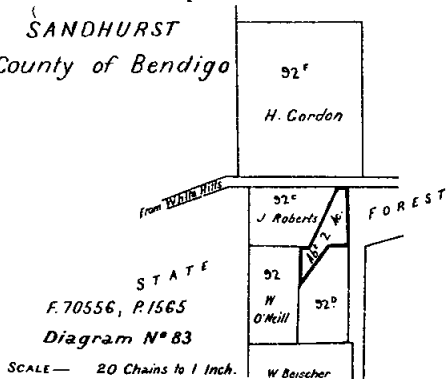 SANDHURST
County of Bendigo
92F
H. Gordon
from White Hills
92C
J Roberts
FOREST
STATE
92
W
O'Neill
92D
F. 70556, P. 1565
Diagram Nº 83
SCALE— 20 Chains to 1 Inch.
W Beischer